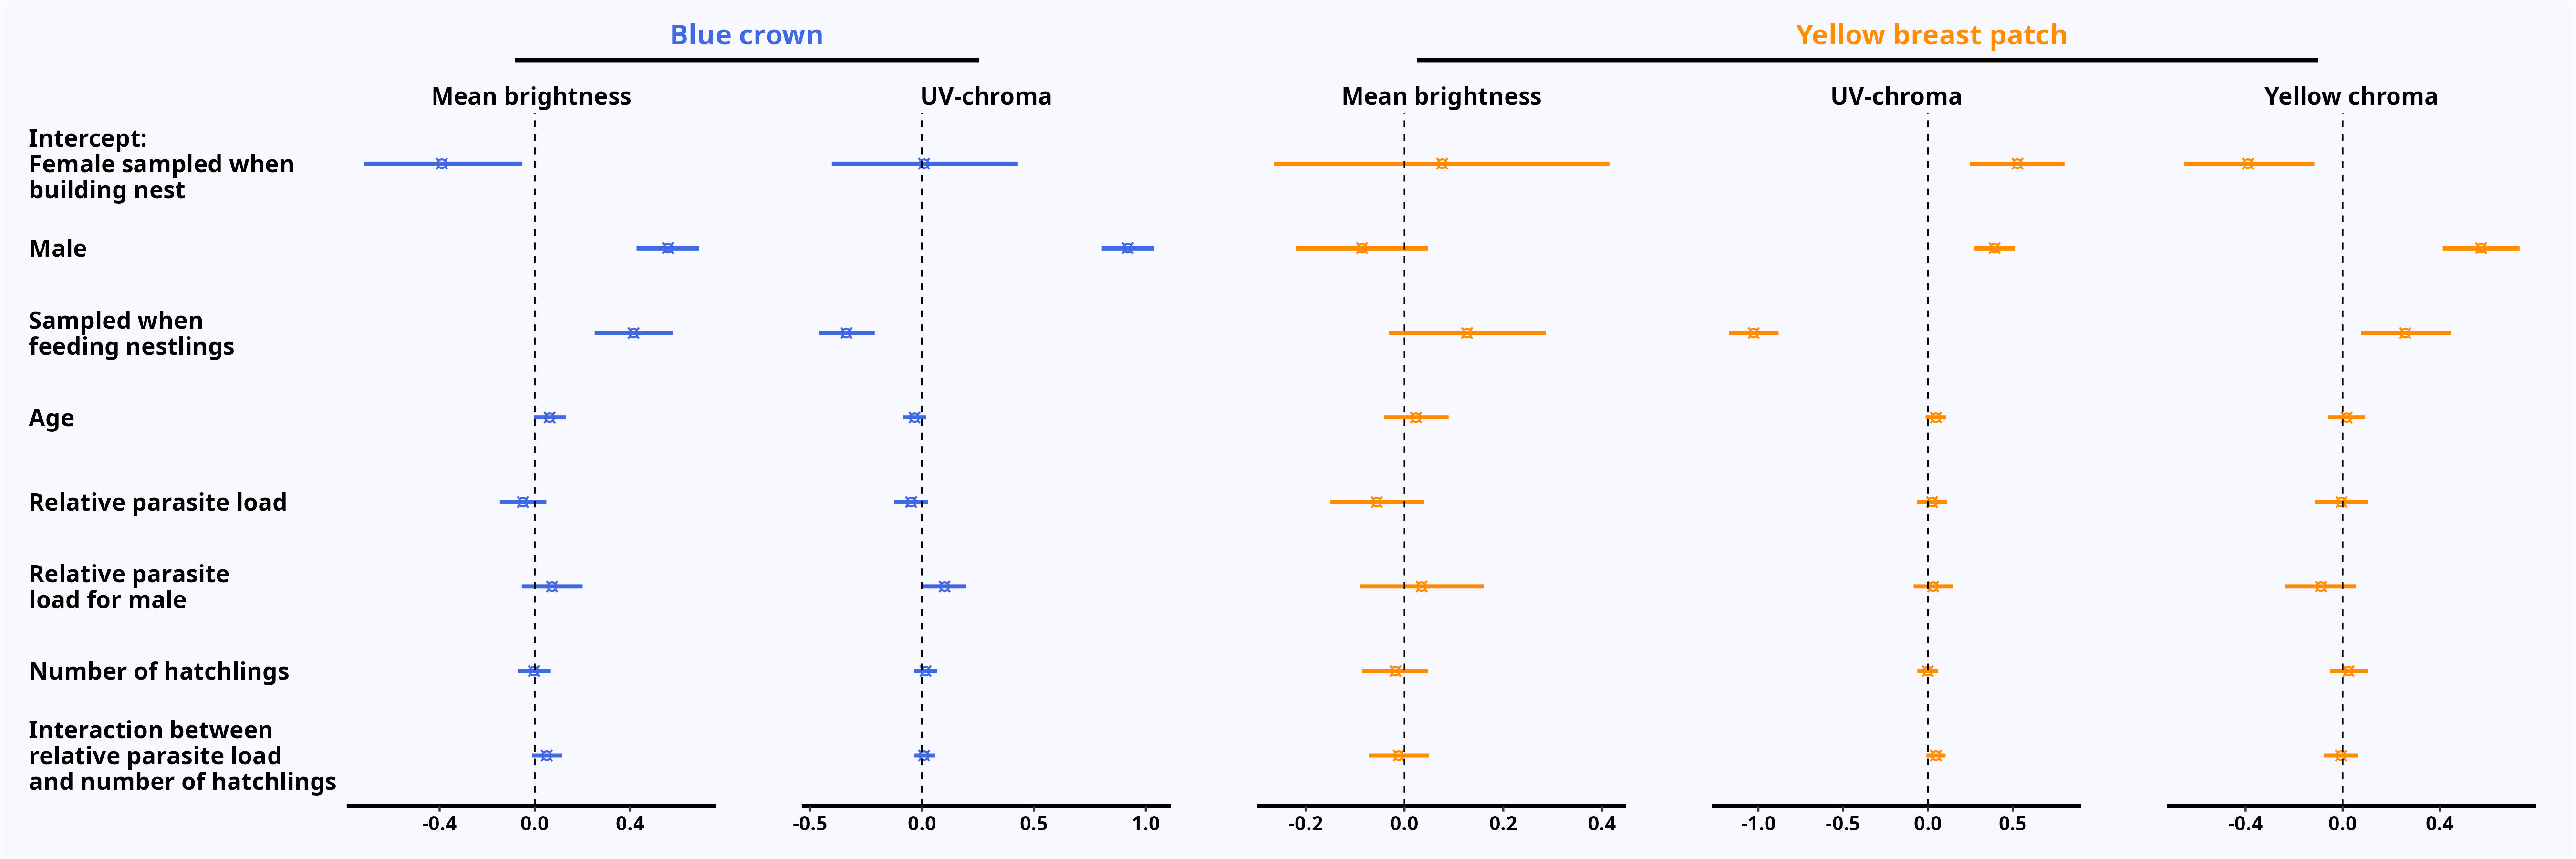 Blue crown
Yellow breast patch
Mean brightness
UV-chroma
Mean brightness
UV-chroma
Yellow chroma
Intercept:
Female sampled when
building nest
Male
Sampled when
feeding nestlings
Age
Relative parasite load
Relative parasite
load for male
Number of hatchlings
Interaction between
relative parasite load
and number of hatchlings
-0.4 0.0 0.4
-0.5 0.0 0.5 1.0
-0.2 0.0 0.2 0.4
-1.0 -0.5 0.0 0.5
-0.4 0.0 0.4